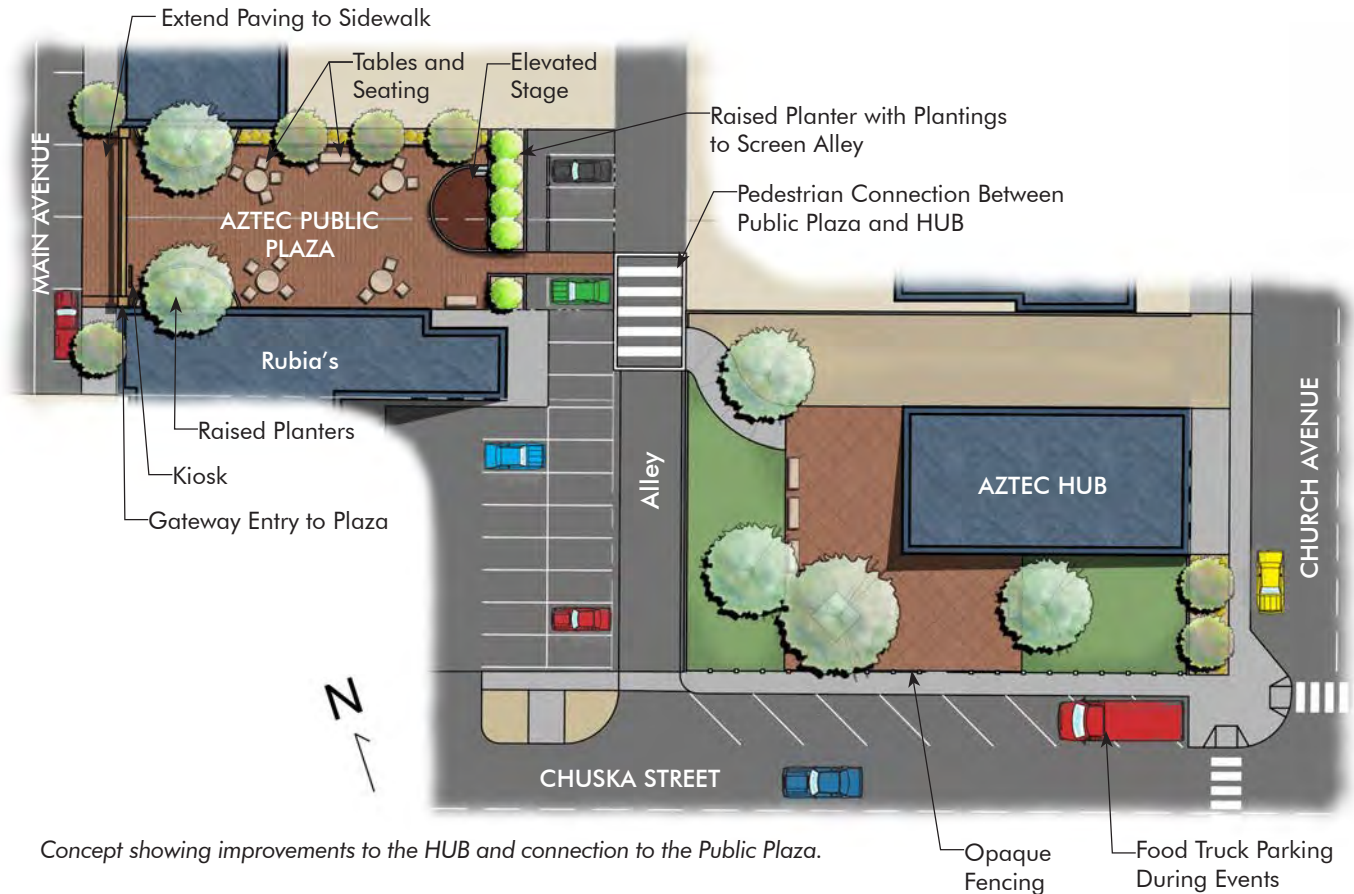 Extend Paving to Sidewalk
Tables and
Seating
Elevated
Stage
Raised Planter with Plantings
to Screen Alley
MAIN AVENUE
Pedestrian Connection Between
Public Plaza and HUB
AZTEC PUBLIC
PLAZA
Rubia's
Raised Planters
Kiosk
Gateway Entry to Plaza
Alley
AZTEC HUB
CHURCH AVENUE
N
CHUSKA STREET
Concept showing improvements to the HUB and connection to the Public Plaza.
Opaque
Fencing
Food Truck Parking
During Events